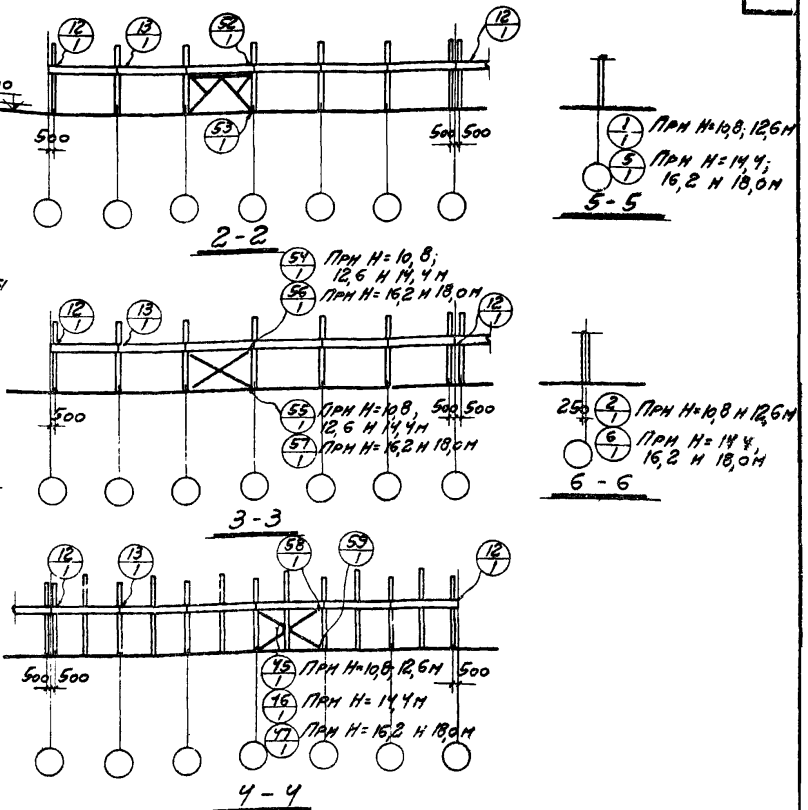 12/1 13/1 52/1 12/1
53/1
500 500 500
2-2
1/1 При H=10,8; 12,6 м
5/1 При H=14,4;
16,2 и 18,0 м
5-5
54/1 При H=10,8;
12,6 и 14,4 м
56/1 При H=16,2 и 18,0 м
12/1 13/1 12/1
500 500 500
55/1 При H=10,8,
12,6 и 14,4 м
57/1 При H=16,2 и 18,0 м
3-3
250 2/1 При H=10,8 и 12,6 м
6/1 При H=14,4,
16,2 и 18,0 м
6-6
12/1 13/1 58/1 59/1 12/1
500 500 500
45/1 При H=10,8; 12,6 м
46/1 При H=14,4 м
47/1 При H=16,2 и 18,0 м
4-4